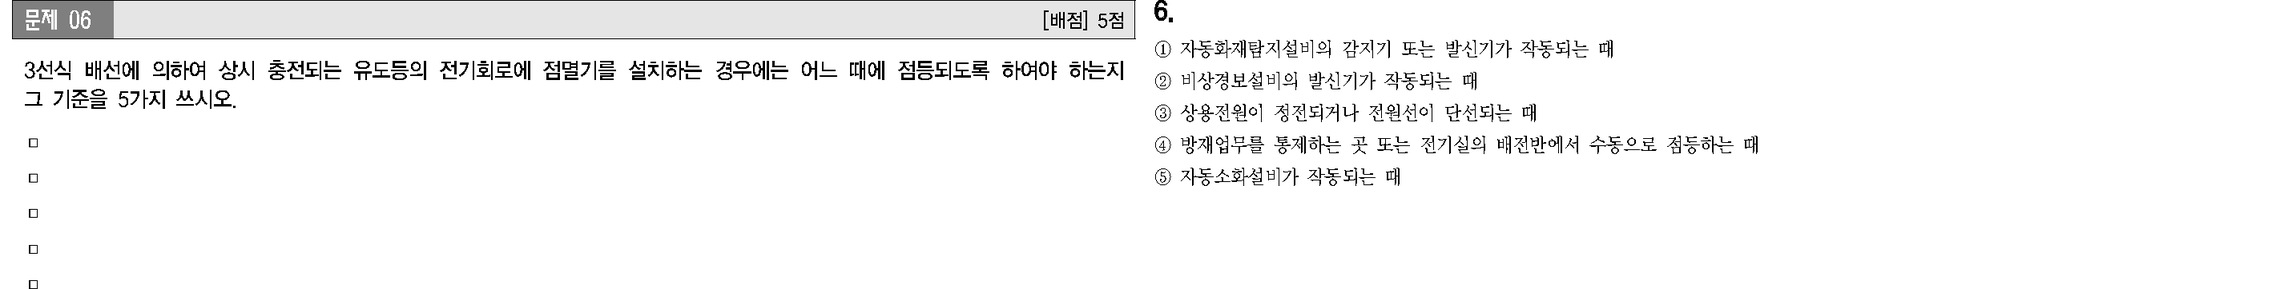 문제 06
[배점] 5점
3선식 배선에 의하여 상시 충전되는 유도등의 전기회로에 점멸기를 설치하는 경우에는 어느 때에 점등되도록 하여야 하는지
그 기준을 5가지 쓰시오.
6.
① 자동화재탐지설비의 감지기 또는 발신기가 작동되는 때
② 비상경보설비의 발신기가 작동되는 때
③ 상용전원이 정전되거나 전원선이 단선되는 때
④ 방재업무를 통제하는 곳 또는 전기실의 배전반에서 수동으로 점등하는 때
⑤ 자동소화설비가 작동되는 때